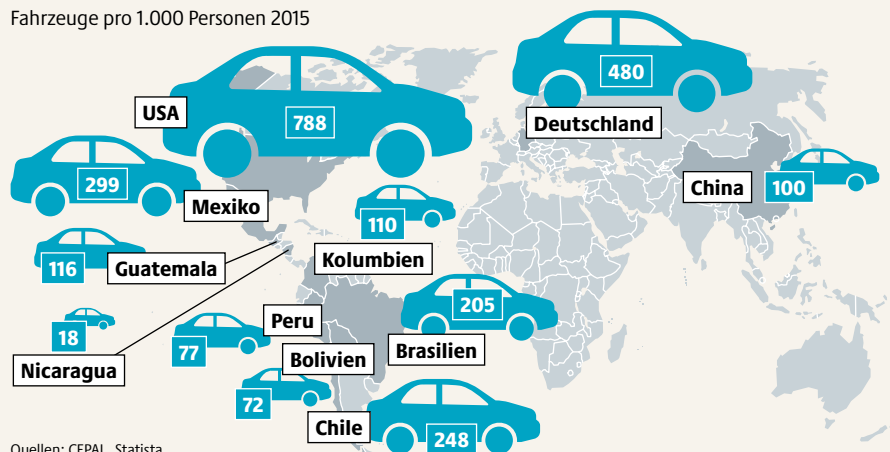 Fahrzeuge pro 1.000 Personen 2015
USA
788
480
Deutschland
299
Mexiko
China
100
110
Kolumbien
116
Guatemala
205
Brasilien
18
Nicaragua
77
Peru
72
Bolivien
Chile
248
Quellen: CEPAL, Statista